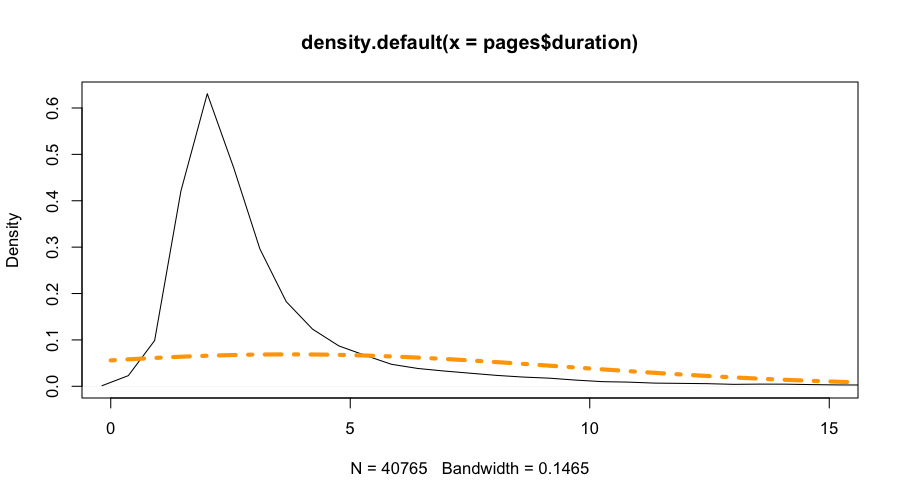 density.default(x = pages$duration)
Density
0.6
0.5
0.4
0.3
0.2
0.1
0.0
0 5 10 15
N = 40765 Bandwidth = 0.1465